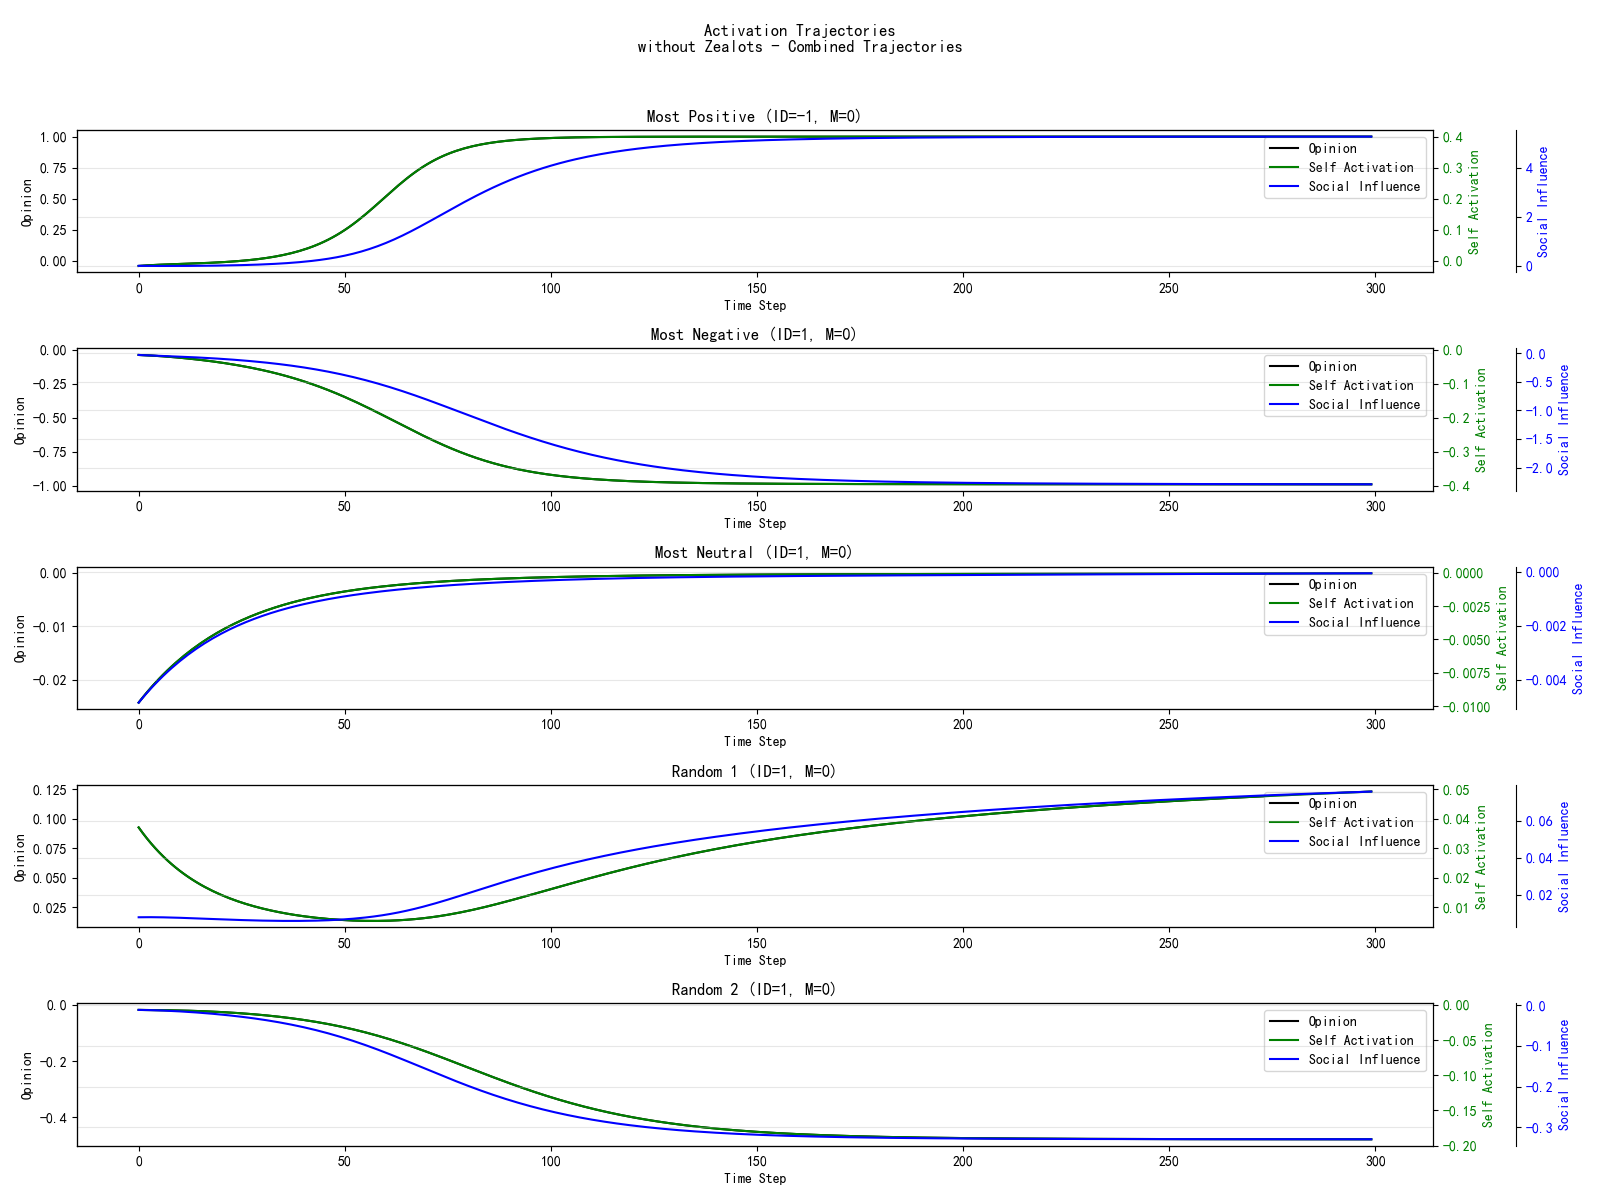 Activation Trajectories
without Zealots - Combined Trajectories
Most Positive (ID=-1, M=0)
1.00
0.75
0.50
0.25
0.00
Opinion
0.4
0.3
0.2
0.1
0.0
Self Activation
4
2
0
Social Influence
Opinion
Self Activation
Social Influence
0 50 100 150 200 250 300
Time Step
Most Negative (ID=1, M=0)
0.00
-0.25
-0.50
-0.75
-1.00
Opinion
0.0
-0.1
-0.2
-0.3
-0.4
Self Activation
0.0
-0.5
-1.0
-1.5
-2.0
Social Influence
Opinion
Self Activation
Social Influence
0 50 100 150 200 250 300
Time Step
Most Neutral (ID=1, M=0)
0.00
-0.01
-0.02
Opinion
0.0000
-0.0025
-0.0050
-0.0075
-0.0100
Self Activation
0.000
-0.002
-0.004
Social Influence
Opinion
Self Activation
Social Influence
0 50 100 150 200 250 300
Time Step
Random 1 (ID=1, M=0)
0.125
0.100
0.075
0.050
0.025
Opinion
0.05
0.04
0.03
0.02
0.01
Self Activation
0.06
0.04
0.02
Social Influence
Opinion
Self Activation
Social Influence
0 50 100 150 200 250 300
Time Step
Random 2 (ID=1, M=0)
0.0
-0.2
-0.4
Opinion
0.00
-0.05
-0.10
-0.15
-0.20
Self Activation
0.0
-0.1
-0.2
-0.3
Social Influence
Opinion
Self Activation
Social Influence
0 50 100 150 200 250 300
Time Step